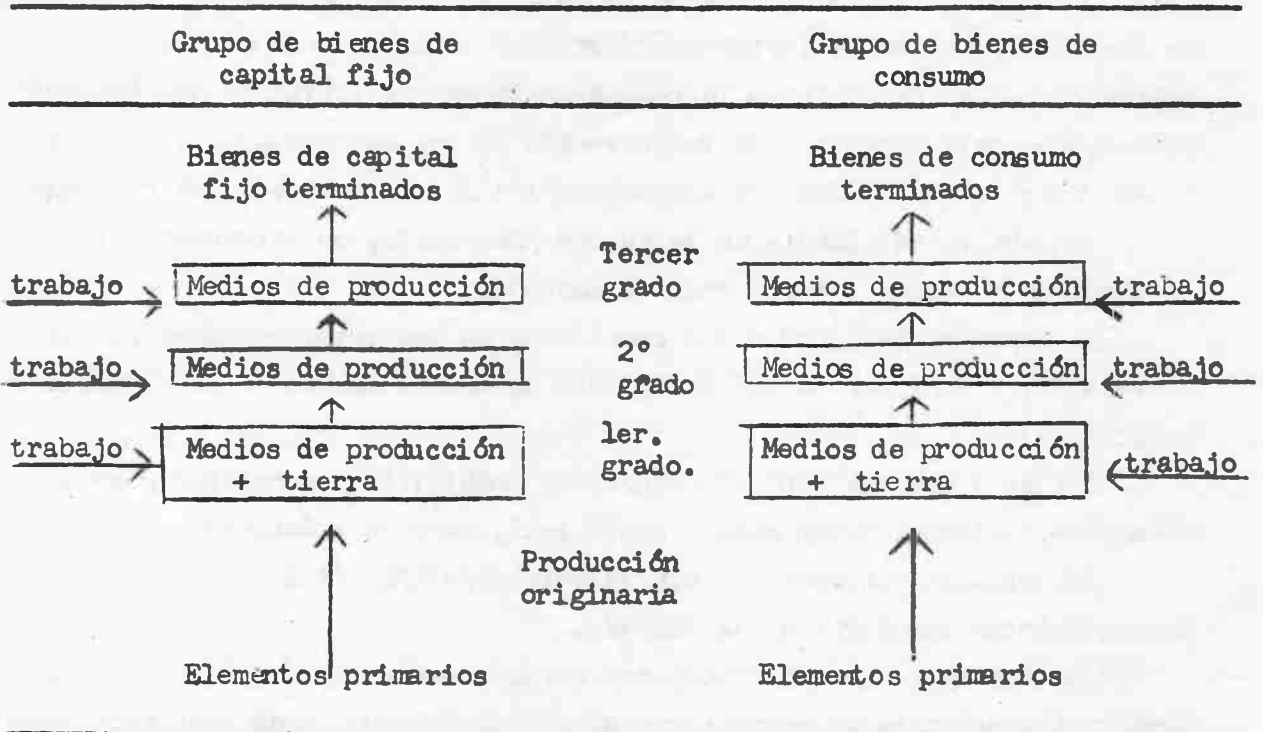 Grupo de bienes de
capital fijo
Grupo de bienes de
consumo
Bienes de capital
fijo terminados
Bienes de consumo
terminados
Tercer
grado
trabajo
Medios de producción
Medios de producción
trabajo
2º
grado
trabajo
Medios de producción
Medios de producción
trabajo
1er.
grado.
trabajo
Medios de producción
+ tierra
Medios de producción
+ tierra
trabajo
Producción
originaria
Elementos primarios
Elementos primarios